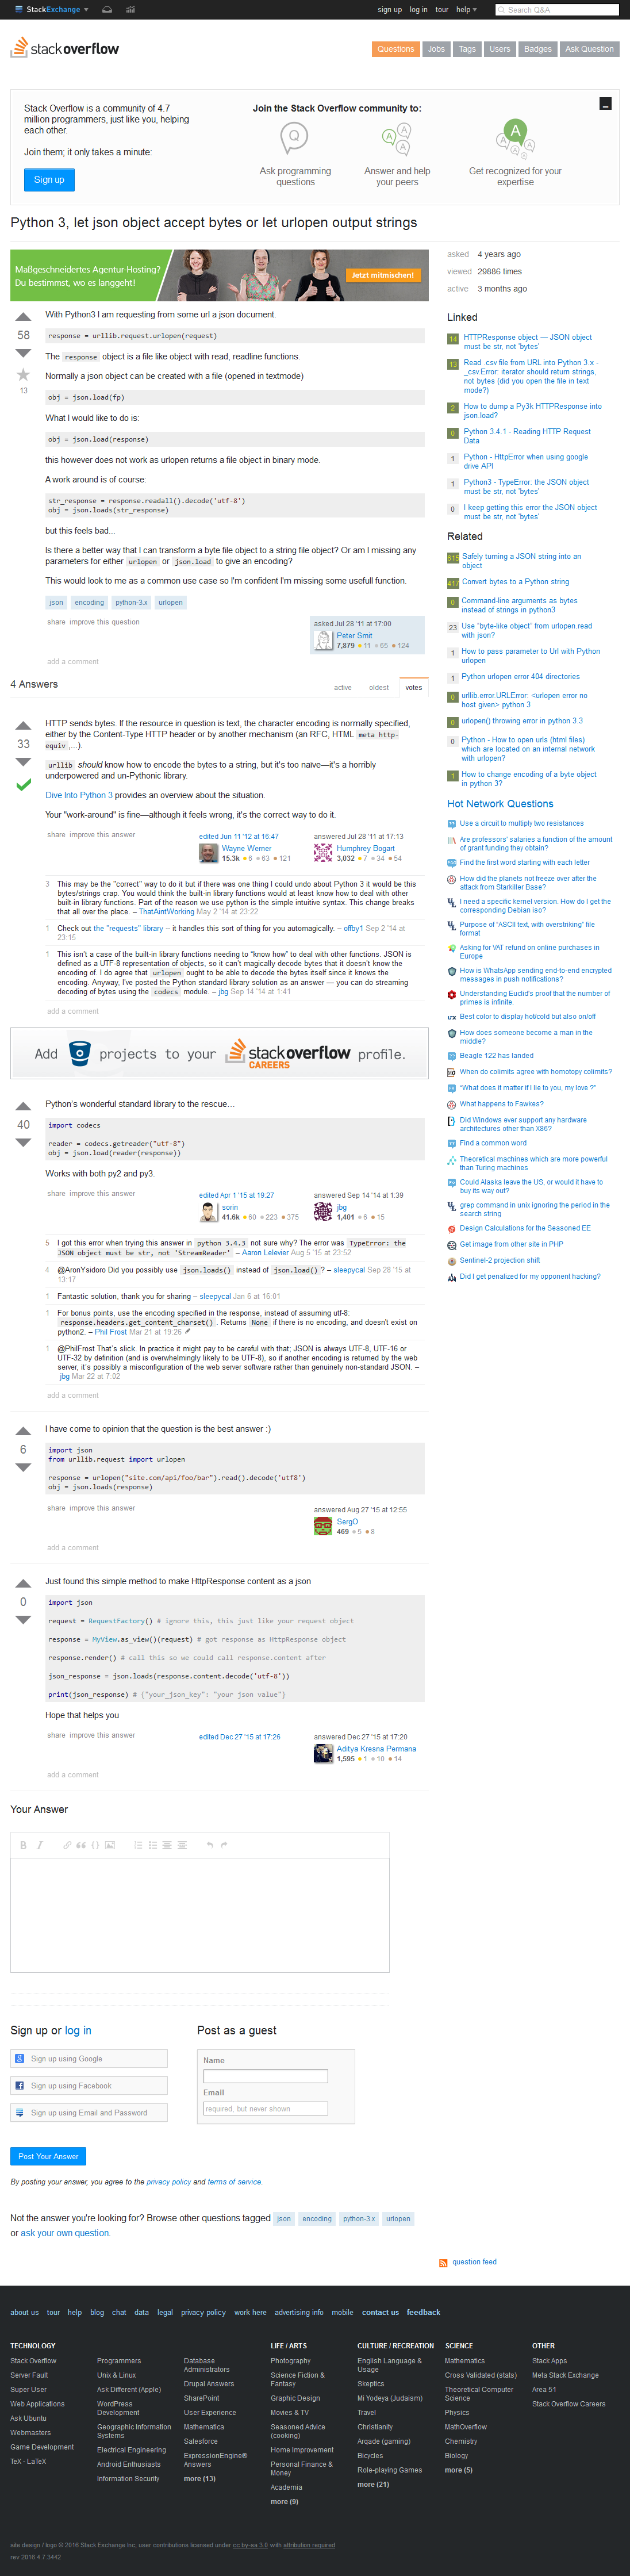 StackExchange
sign up log in tour help
Search Q&A
stackoverflow
Questions Jobs Tags Users Badges Ask Question
Stack Overflow is a community of 4.7
million programmers, just like you, helping
each other.
Join them; it only takes a minute:
Sign up
Join the Stack Overflow community to:
Q
A
A
A
A
Ask programming
questions
Answer and help
your peers
Get recognized for your
expertise
Python 3, let json object accept bytes or let urlopen output strings
Maßgeschneidertes Agentur-Hosting?
Du bestimmst, wo es langgeht!
Jetzt mitmischen!
58
13
With Python3 I am requesting from some url a json document.
response = urllib.request.urlopen(request)
The response object is a file like object with read, readline functions.
Normally a json object can be created with a file (opened in textmode)
obj = json.load(fp)
What I would like to do is:
obj = json.load(response)
this however does not work as urlopen returns a file object in binary mode.
A work around is of course:
str_response = response.readall().decode('utf-8')
obj = json.loads(str_response)
but this feels bad...
Is there a better way that I can transform a byte file object to a string file object? Or am I missing any
parameters for either urlopen or json.load to give an encoding?
This would look to me as a common use case so I'm confident I'm missing some usefull function.
json encoding python-3.x urlopen
share improve this question
asked Jul 28 '11 at 17:00
Peter Smit
7,879 11 65 124
add a comment
4 Answers
active oldest votes
33
HTTP sends bytes. If the resource in question is text, the character encoding is normally specified,
either by the Content-Type HTTP header or by another mechanism (an RFC, HTML meta http-
equiv ,...).
urllib should know how to encode the bytes to a string, but it's too naïve—it's a horribly
underpowered and un-Pythonic library.
Dive Into Python 3 provides an overview about the situation.
Your "work-around" is fine—although it feels wrong, it's the correct way to do it.
share improve this answer
edited Jun 11 '12 at 16:47
Wayne Werner
15.3k 6 63 121
answered Jul 28 '11 at 17:13
Humphrey Bogart
3,032 7 34 54
3 This may be the "correct" way to do it but if there was one thing I could undo about Python 3 it would be this
bytes/strings crap. You would think the built-in library functions would at least know how to deal with other
built-in library functions. Part of the reason we use python is the simple intuitive syntax. This change breaks
that all over the place. – ThatAintWorking May 2 '14 at 23:22
1 Check out the "requests" library -- it handles this sort of thing for you automagically. – offby1 Sep 2 '14 at
23:15
1 This isn't a case of the built-in library functions needing to "know how" to deal with other functions. JSON is
defined as a UTF-8 representation of objects, so it can't magically decode bytes that it doesn't know the
encoding of. I do agree that urlopen ought to be able to decode the bytes itself since it knows the
encoding. Anyway, I've posted the Python standard library solution as an answer — you can do streaming
decoding of bytes using the codecs module. – jbg Sep 14 '14 at 1:41
add a comment
Add projects to your stackoverflow CAREERS profile.
40
Python's wonderful standard library to the rescue…
import codecs
reader = codecs.getreader("utf-8")
obj = json.load(reader(response))
Works with both py2 and py3.
share improve this answer
edited Apr 1 '15 at 19:27
sorin
41.6k 60 223 375
answered Sep 14 '14 at 1:39
jbg
1,401 6 15
5 I got this error when trying this answer in python 3.4.3 not sure why? The error was TypeError: the
JSON object must be str, not 'StreamReader' – Aaron Lelevier Aug 5 '15 at 23:52
4 @AronYsidoro Did you possibly use json.loads() instead of json.load() ? – sleepycal Sep 28 '15 at
13:17
1 Fantastic solution, thank you for sharing – sleepycal Jan 6 at 16:01
1 For bonus points, use the encoding specified in the response, instead of assuming utf-8:
response.headers.get_content_charset() . Returns None if there is no encoding, and doesn't exist on
python2. – Phil Frost Mar 21 at 19:26
1 @PhilFrost That's slick. In practice it might pay to be careful with that; JSON is always UTF-8, UTF-16 or
UTF-32 by definition (and is overwhelmingly likely to be UTF-8), so if another encoding is returned by the web
server, it's possibly a misconfiguration of the web server software rather than genuinely non-standard JSON. –
jbg Mar 22 at 7:02
add a comment
6
I have come to opinion that the question is the best answer :)
import json
from urllib.request import urlopen
response = urlopen("site.com/api/foo/bar").read().decode('utf8')
obj = json.loads(response)
share improve this answer
answered Aug 27 '15 at 12:55
SergO
469 5 8
add a comment
0
Just found this simple method to make HttpResponse content as a json
import json
request = RequestFactory() # ignore this, this just like your request object
response = MyView.as_view()(request) # got response as HttpResponse object
response.render() # call this so we could call response.content after
json_response = json.loads(response.content.decode('utf-8'))
print(json_response) # {"your_json_key": "your json value"}
Hope that helps you
share improve this answer
edited Dec 27 '15 at 17:26
answered Dec 27 '15 at 17:20
Aditya Kresna Permana
1,595 1 10 14
add a comment
Your Answer
B I
Sign up or log in
Sign up using Google
Sign up using Facebook
Sign up using Email and Password
Post as a guest
Name
Email
required, but never shown
Post Your Answer
By posting your answer, you agree to the privacy policy and terms of service.
Not the answer you're looking for? Browse other questions tagged json encoding python-3.x urlopen
or ask your own question.
asked 4 years ago
viewed 29886 times
active 3 months ago
Linked
14 HTTPResponse object — JSON object
must be str, not 'bytes'
13 Read .csv file from URL into Python 3.x -
_csv.Error: iterator should return strings,
not bytes (did you open the file in text
mode?)
2 How to dump a Py3k HTTPResponse into
json.load?
0 Python 3.4.1 - Reading HTTP Request
Data
1 Python - HttpError when using google
drive API
1 Python3 - TypeError: the JSON object
must be str, not 'bytes'
0 I keep getting this error the JSON object
must be str, not 'bytes'
Related
615 Safely turning a JSON string into an
object
417 Convert bytes to a Python string
0 Command-line arguments as bytes
instead of strings in python3
23 Use "byte-like object" from urlopen.read
with json?
1 How to pass parameter to Url with Python
urlopen
1 Python urlopen error 404 directories
0 urllib error.URLError: <urlopen error no
host given> python 3
0 urlopen() throwing error in python 3.3
0 Python - How to open urls (html files)
which are located on an internal network
with urlopen?
1 How to change encoding of a byte object
in python 3?
Hot Network Questions
Use a circuit to multiply two resistances
Are professors' salaries a function of the amount
of grant funding they obtain?
Find the first word starting with each letter
How did the planets not freeze over after the
attack from Starkiller Base?
I need a specific kernel version. How do I get the
corresponding Debian iso?
Purpose of "ASCII text, with overstriking" file
format
Asking for VAT refund on online purchases in
Europe
How is WhatsApp sending end-to-end encrypted
messages in push notifications?
Understanding Euclid's proof that the number of
primes is infinite.
Best color to display hot/cold but also on/off
How does someone become a man in the
middle?
Beagle 122 has landed
When do colimits agree with homotopy colimits?
"What does it matter if I lie to you, my love ?"
What happens to Fawkes?
Did Windows ever support any hardware
architectures other than X86?
Find a common word
Theoretical machines which are more powerful
than Turing machines
Could Alaska leave the US, or would it have to
buy its way out?
grep command in unix ignoring the period in the
search string
Design Calculations for the Seasoned EE
Get image from other site in PHP
Sentinel-2 projection shift
Did I get penalized for my opponent hacking?
question feed
about us tour help blog chat data legal privacy policy work here advertising info mobile contact us feedback
TECHNOLOGY
Stack Overflow
Server Fault
Super User
Web Applications
Ask Ubuntu
Webmasters
Game Development
TeX - LaTeX
Programmers
Unix & Linux
Ask Different (Apple)
WordPress
Development
Geographic Information
Systems
Electrical Engineering
Android Enthusiasts
Information Security
Database
Administrators
Drupal Answers
SharePoint
User Experience
Mathematica
Salesforce
ExpressionEngine®
Answers
more (13)
LIFE / ARTS
Photography
Science Fiction &
Fantasy
Graphic Design
Movies & TV
Seasoned Advice
(cooking)
Home Improvement
Personal Finance &
Money
Academia
more (9)
CULTURE / RECREATION
English Language &
Usage
Skeptics
Mi Yodeya (Judaism)
Travel
Christianity
Arqade (gaming)
Bicycles
Role-playing Games
more (21)
SCIENCE
Mathematics
Cross Validated (stats)
Theoretical Computer
Science
Physics
MathOverflow
Chemistry
Biology
more (5)
OTHER
Stack Apps
Meta Stack Exchange
Area 51
Stack Overflow Careers
site design / logo © 2016 Stack Exchange Inc; user contributions licensed under cc by-sa 3.0 with attribution required
rev 2016.4.7.3442